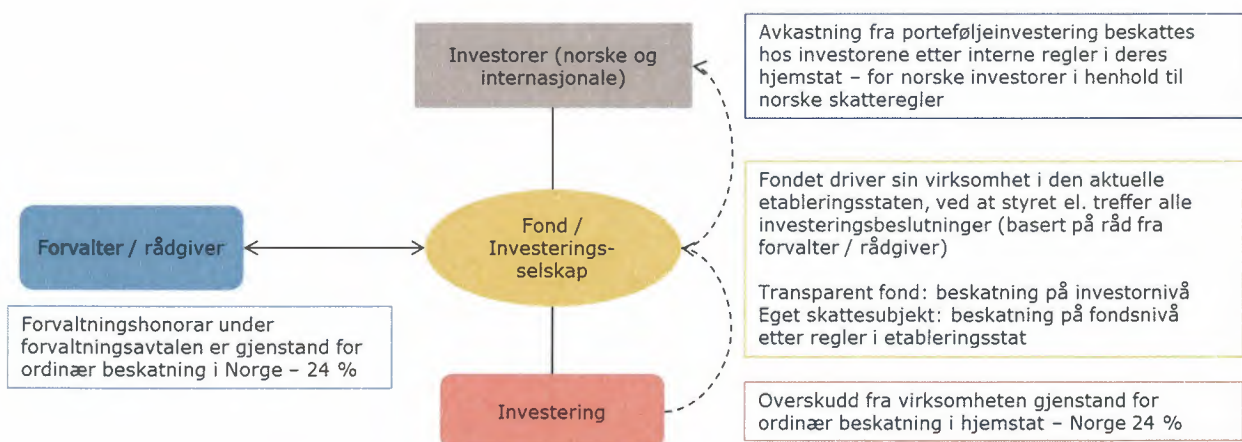 Investorer (norske og
internasjonale)
Avkastning fra porteføljeinvestering beskattes
hos investorene etter interne regler i deres
hjemstat – for norske investorer i henhold til
norske skatteregler
Forvalter / rådgiver
Fond /
Investerings-
selskap
Fondet driver sin virksomhet i den aktuelle
etableringsstaten, ved at styret el. treffer alle
investeringsbeslutninger (basert på råd fra
forvalter / rådgiver)
Transparent fond: beskatning på investornivå
Eget skattesubjekt: beskatning på fondsnivå
etter regler i etableringsstat
Forvaltningshonorar under
forvaltningsavtalen er gjenstand for
ordinær beskatning i Norge – 24 %
Investering
Overskudd fra virksomheten gjenstand for
ordinær beskatning i hjemstat – Norge 24 %